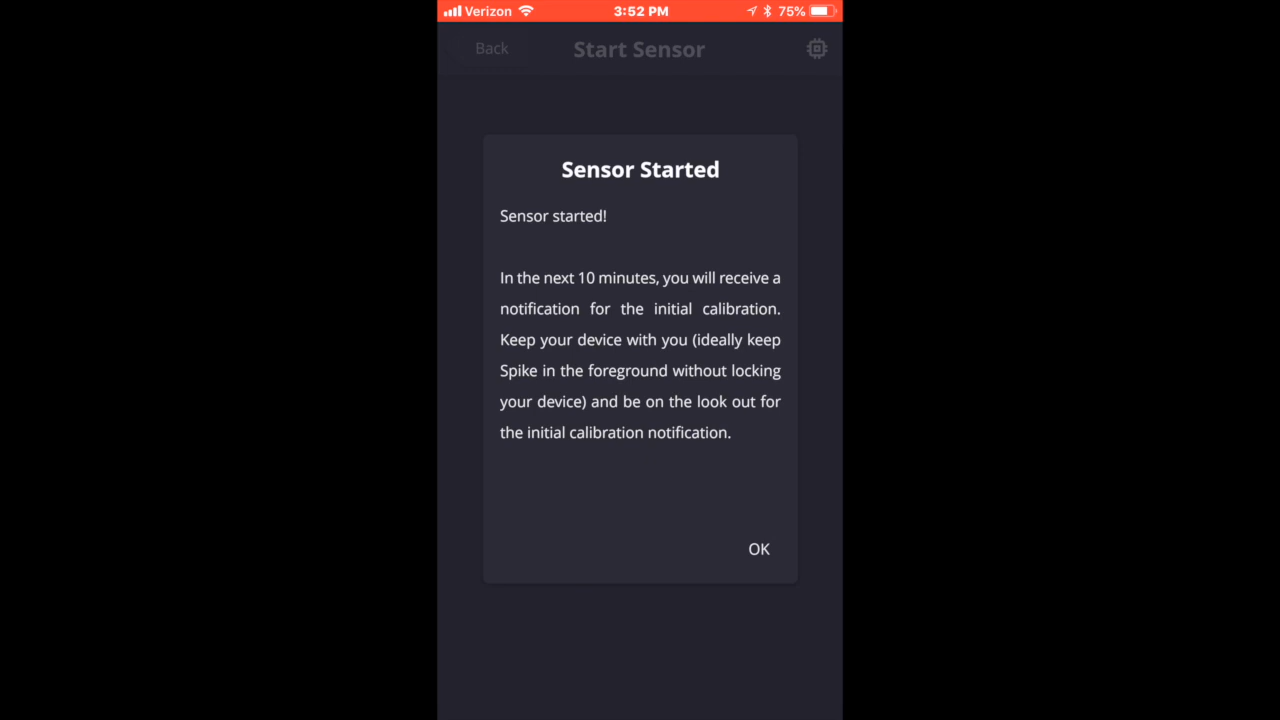 Verizon 3:52 PM 75%
Back Start Sensor
Sensor Started
Sensor started!
In the next 10 minutes, you will receive a
notification for the initial calibration.
Keep your device with you (ideally keep
Spike in the foreground without locking
your device) and be on the look out for
the initial calibration notification.
OK